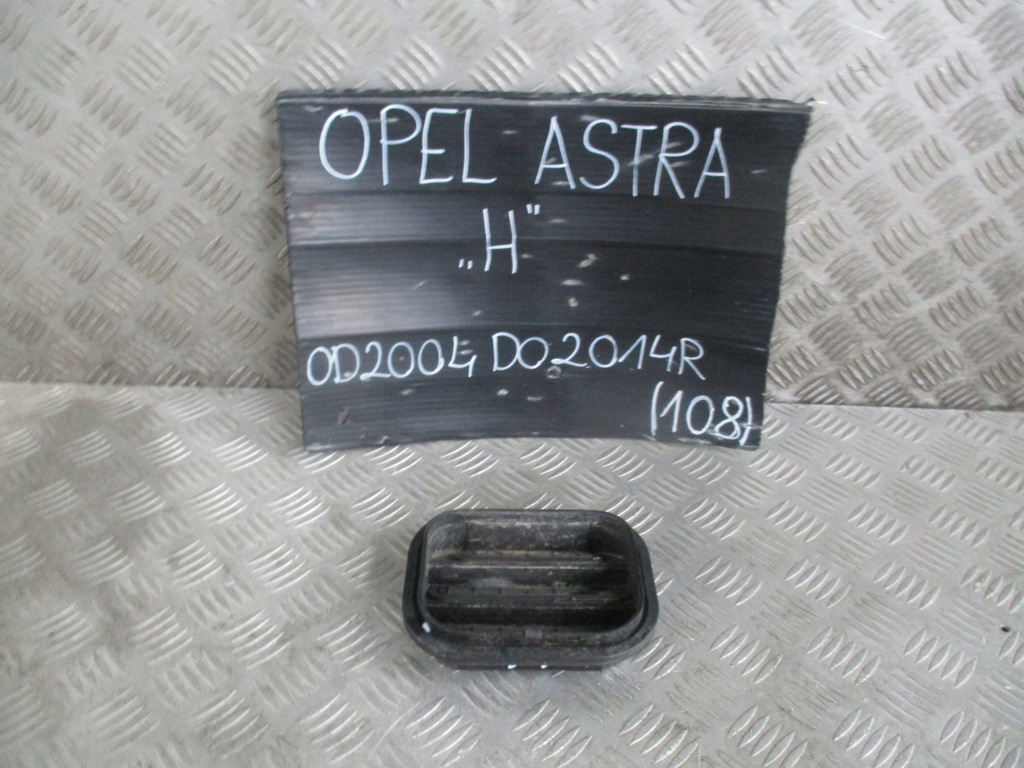 OPEL ASTRA
„H"
OD2004 DO2014R
(108)